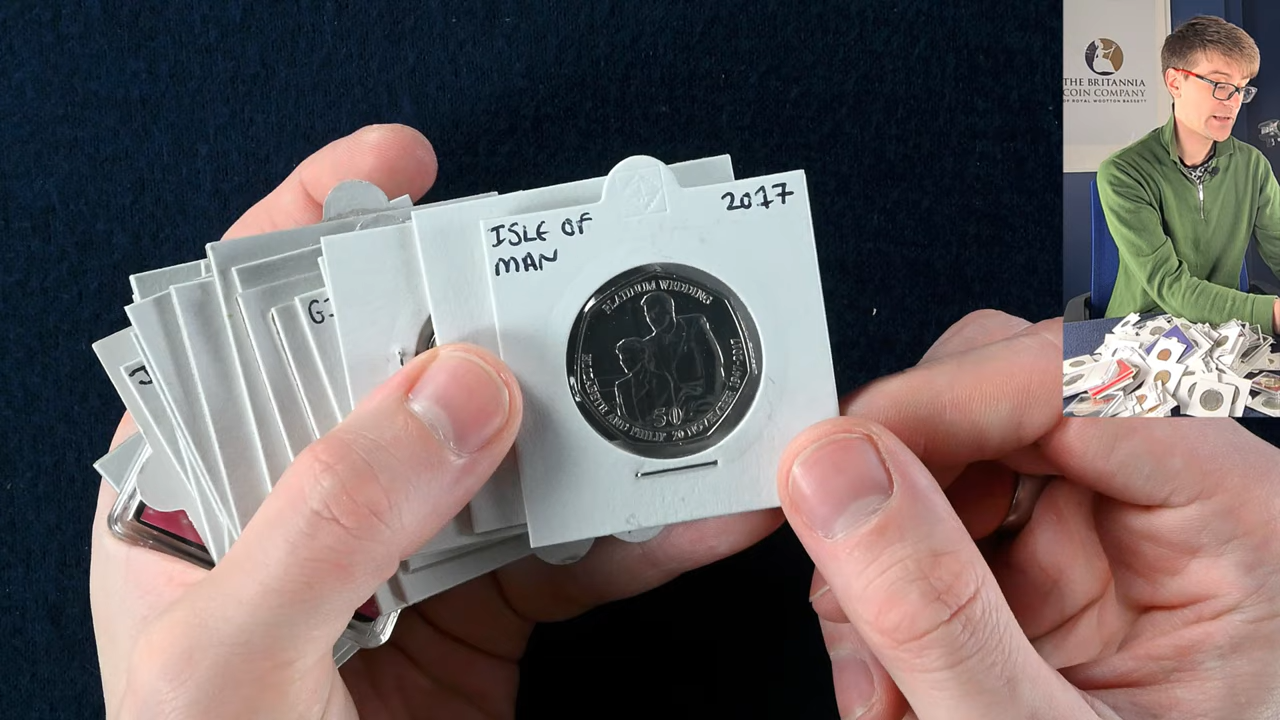 ISLE OF
MAN
2017
PLATINUM WEDDING
ELIZABETH AND PHILIP 20 NOVEMBER 1947-2017
50
G
THE BRITANNIA
COIN COMPANY
OF ROYAL WOOTTON BASSETT